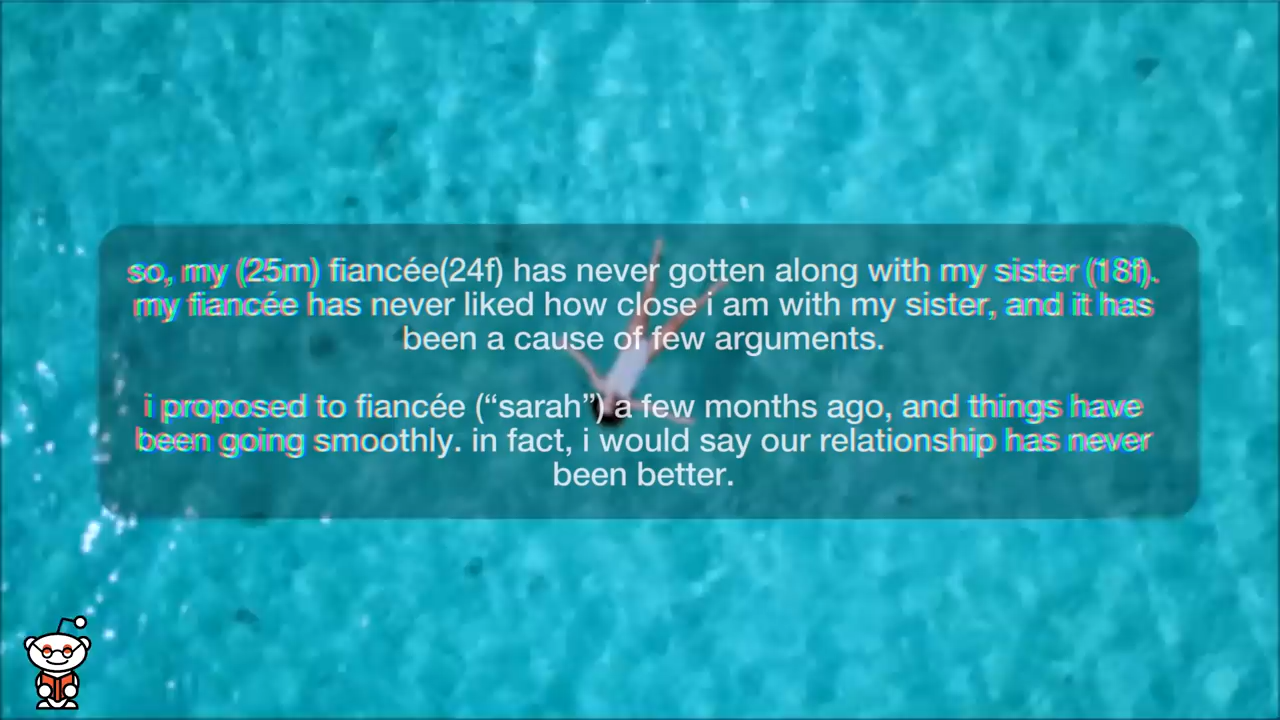 so, my (25m) fiancée(24f) has never gotten along with my sister (18f).
my fiancée has never liked how close i am with my sister, and it has
been a cause of few arguments.
i proposed to fiancée (“sarah”) a few months ago, and things have
been going smoothly. in fact, i would say our relationship has never
been better.